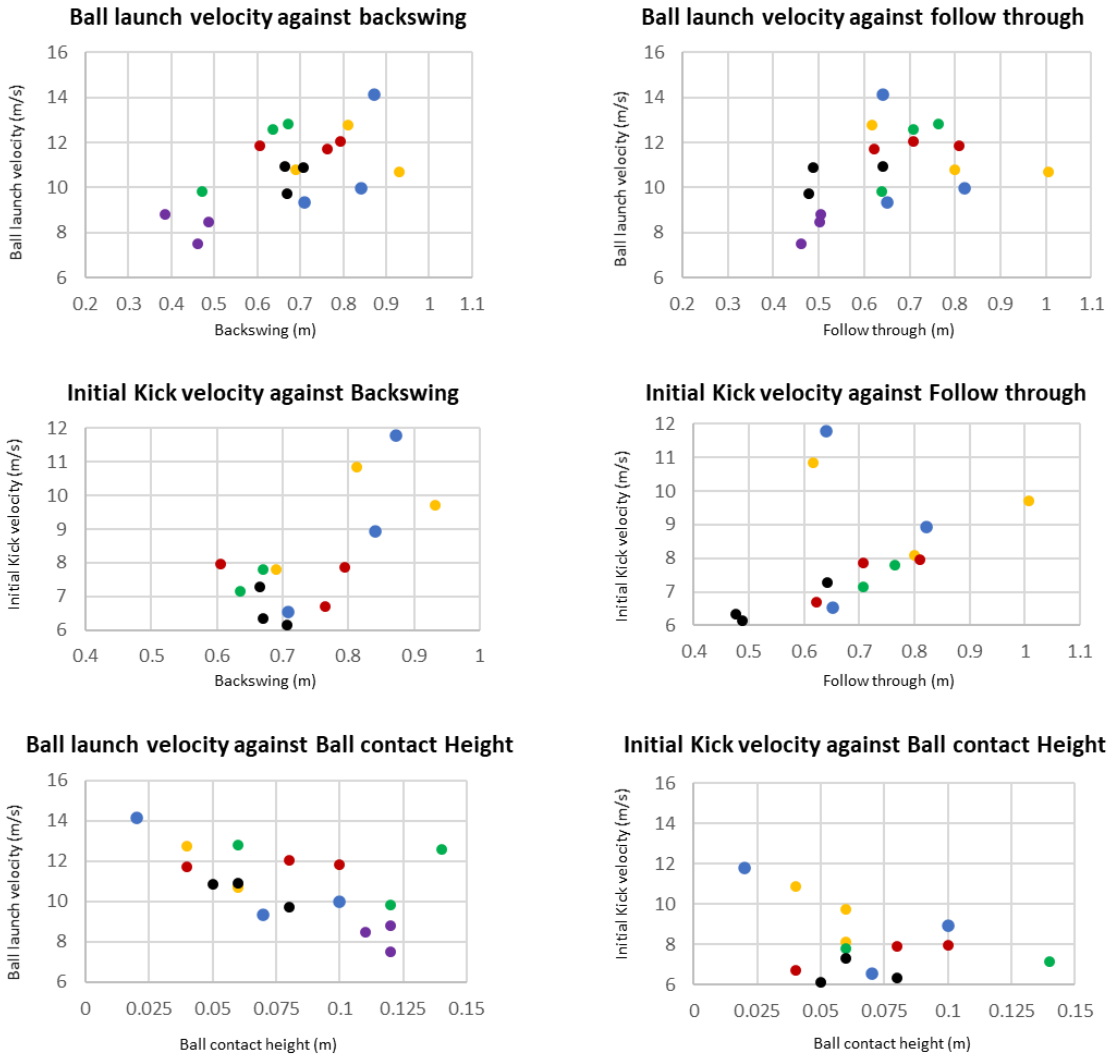 Ball launch velocity against backswing
Ball launch velocity (m/s)
16
14
12
10
8
6
0.2 0.3 0.4 0.5 0.6 0.7 0.8 0.9 1 1.1
Backswing (m)
Ball launch velocity against follow through
Ball launch velocity (m/s)
16
14
12
10
8
6
0.2 0.3 0.4 0.5 0.6 0.7 0.8 0.9 1 1.1
Follow through (m)
Initial Kick velocity against Backswing
Initial Kick velocity (m/s)
12
11
10
9
8
7
6
0.4 0.5 0.6 0.7 0.8 0.9 1
Backswing (m)
Initial Kick velocity against Follow through
Initial Kick velocity (m/s)
12
11
10
9
8
7
6
0.4 0.5 0.6 0.7 0.8 0.9 1 1.1
Follow through (m)
Ball launch velocity against Ball contact Height
Ball launch velocity (m/s)
16
14
12
10
8
6
0 0.025 0.05 0.075 0.1 0.125 0.15
Ball contact height (m)
Initial Kick velocity against Ball contact Height
Initial Kick velocity (m/s)
16
14
12
10
8
6
0 0.025 0.05 0.075 0.1 0.125 0.15
Ball contact height (m)